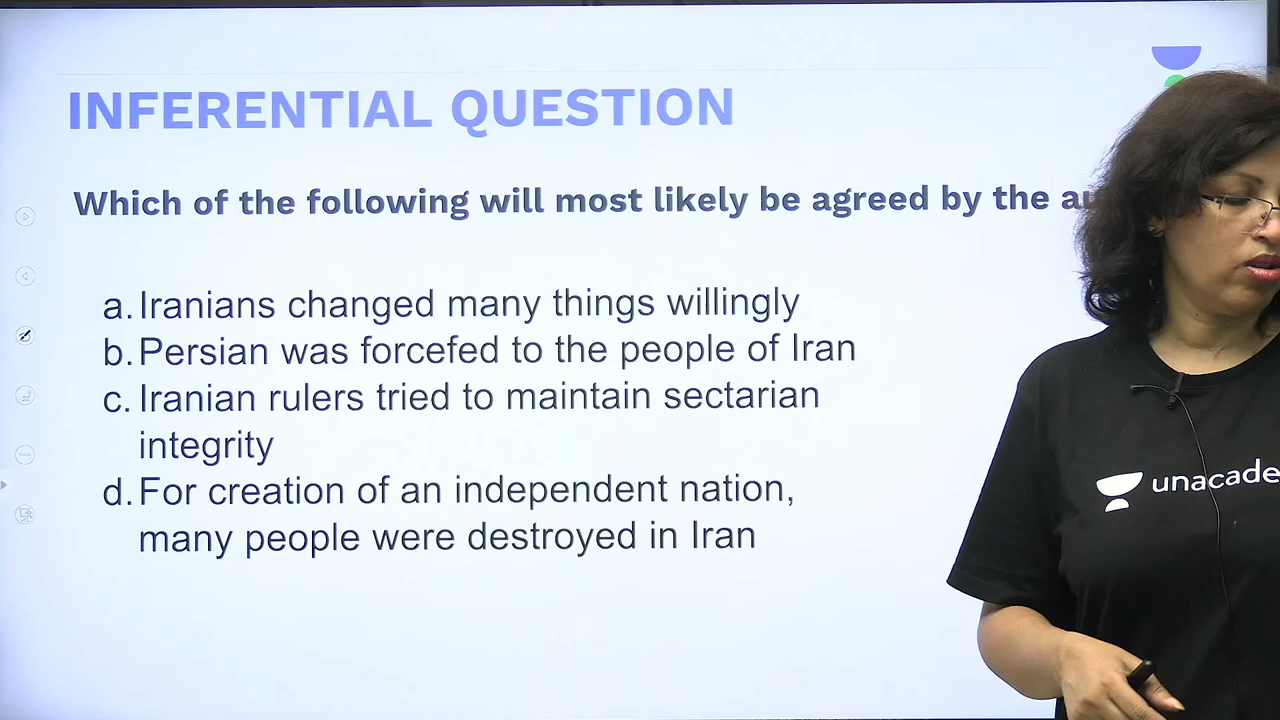 INFERENTIAL QUESTION
Which of the following will most likely be agreed by the
a. Iranians changed many things willingly
b. Persian was forcefed to the people of Iran
c. Iranian rulers tried to maintain sectarian
integrity
d. For creation of an independent nation,
many people were destroyed in Iran